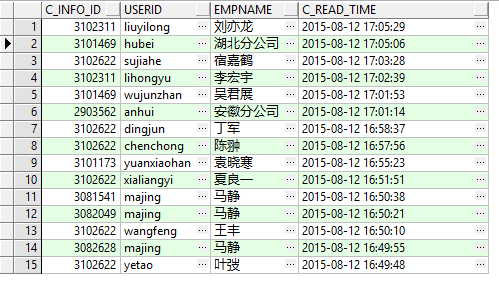 C_INFO_ID USERID EMPNAME C_READ_TIME
1 3102311 liuyilong 刘亦龙 2015-08-12 17:05:29
2 3101469 hubei 湖北分公司 2015-08-12 17:05:06
3 3102622 sujiahe 宿嘉鹤 2015-08-12 17:03:28
4 3102311 lihongyu 李宏宇 2015-08-12 17:02:39
5 3101469 wujunzhan 吴君展 2015-08-12 17:01:53
6 2903562 anhui 安徽分公司 2015-08-12 17:01:14
7 3102622 dingjun 丁军 2015-08-12 16:58:37
8 3102622 chenchong 陈翀 2015-08-12 16:57:56
9 3101173 yuanxiaohan 袁晓寒 2015-08-12 16:55:23
10 3102622 xialiangyi 夏良一 2015-08-12 16:51:51
11 3081541 majing 马静 2015-08-12 16:50:38
12 3082049 majing 马静 2015-08-12 16:50:21
13 3102622 wangfeng 王丰 2015-08-12 16:50:10
14 3082628 majing 马静 2015-08-12 16:49:55
15 3102622 yetao 叶弢 2015-08-12 16:49:48